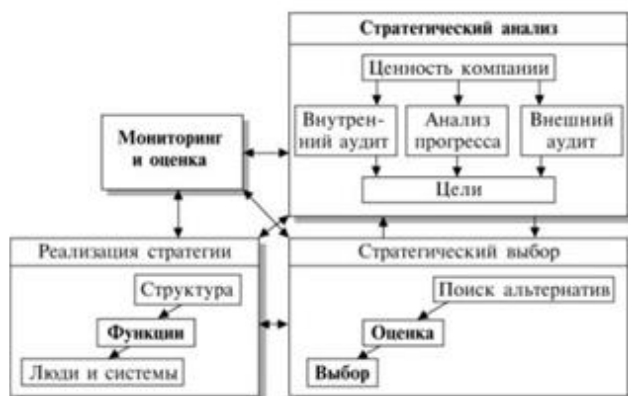 Стратегический анализ
Ценность компании
Внутрен-
ний аудит
Анализ
прогресса
Внешний
аудит
Цели
Мониторинг
и оценка
Реализация стратегии
Структура
Функции
Люди и системы
Стратегический выбор
Поиск альтернатив
Оценка
Выбор